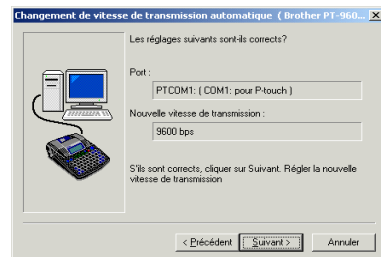 Changement de vitesse de transmission automatique ( Brother PT-960...
Les réglages suivants sont-ils corrects?
Port :
PTCOM1: ( COM1: pour P-touch )
Nouvelle vitesse de transmission :
9600 bps
S'ils sont corrects, cliquer sur Suivant. Régler la nouvelle
vitesse de transmission
< Précédent
Suivant >
Annuler